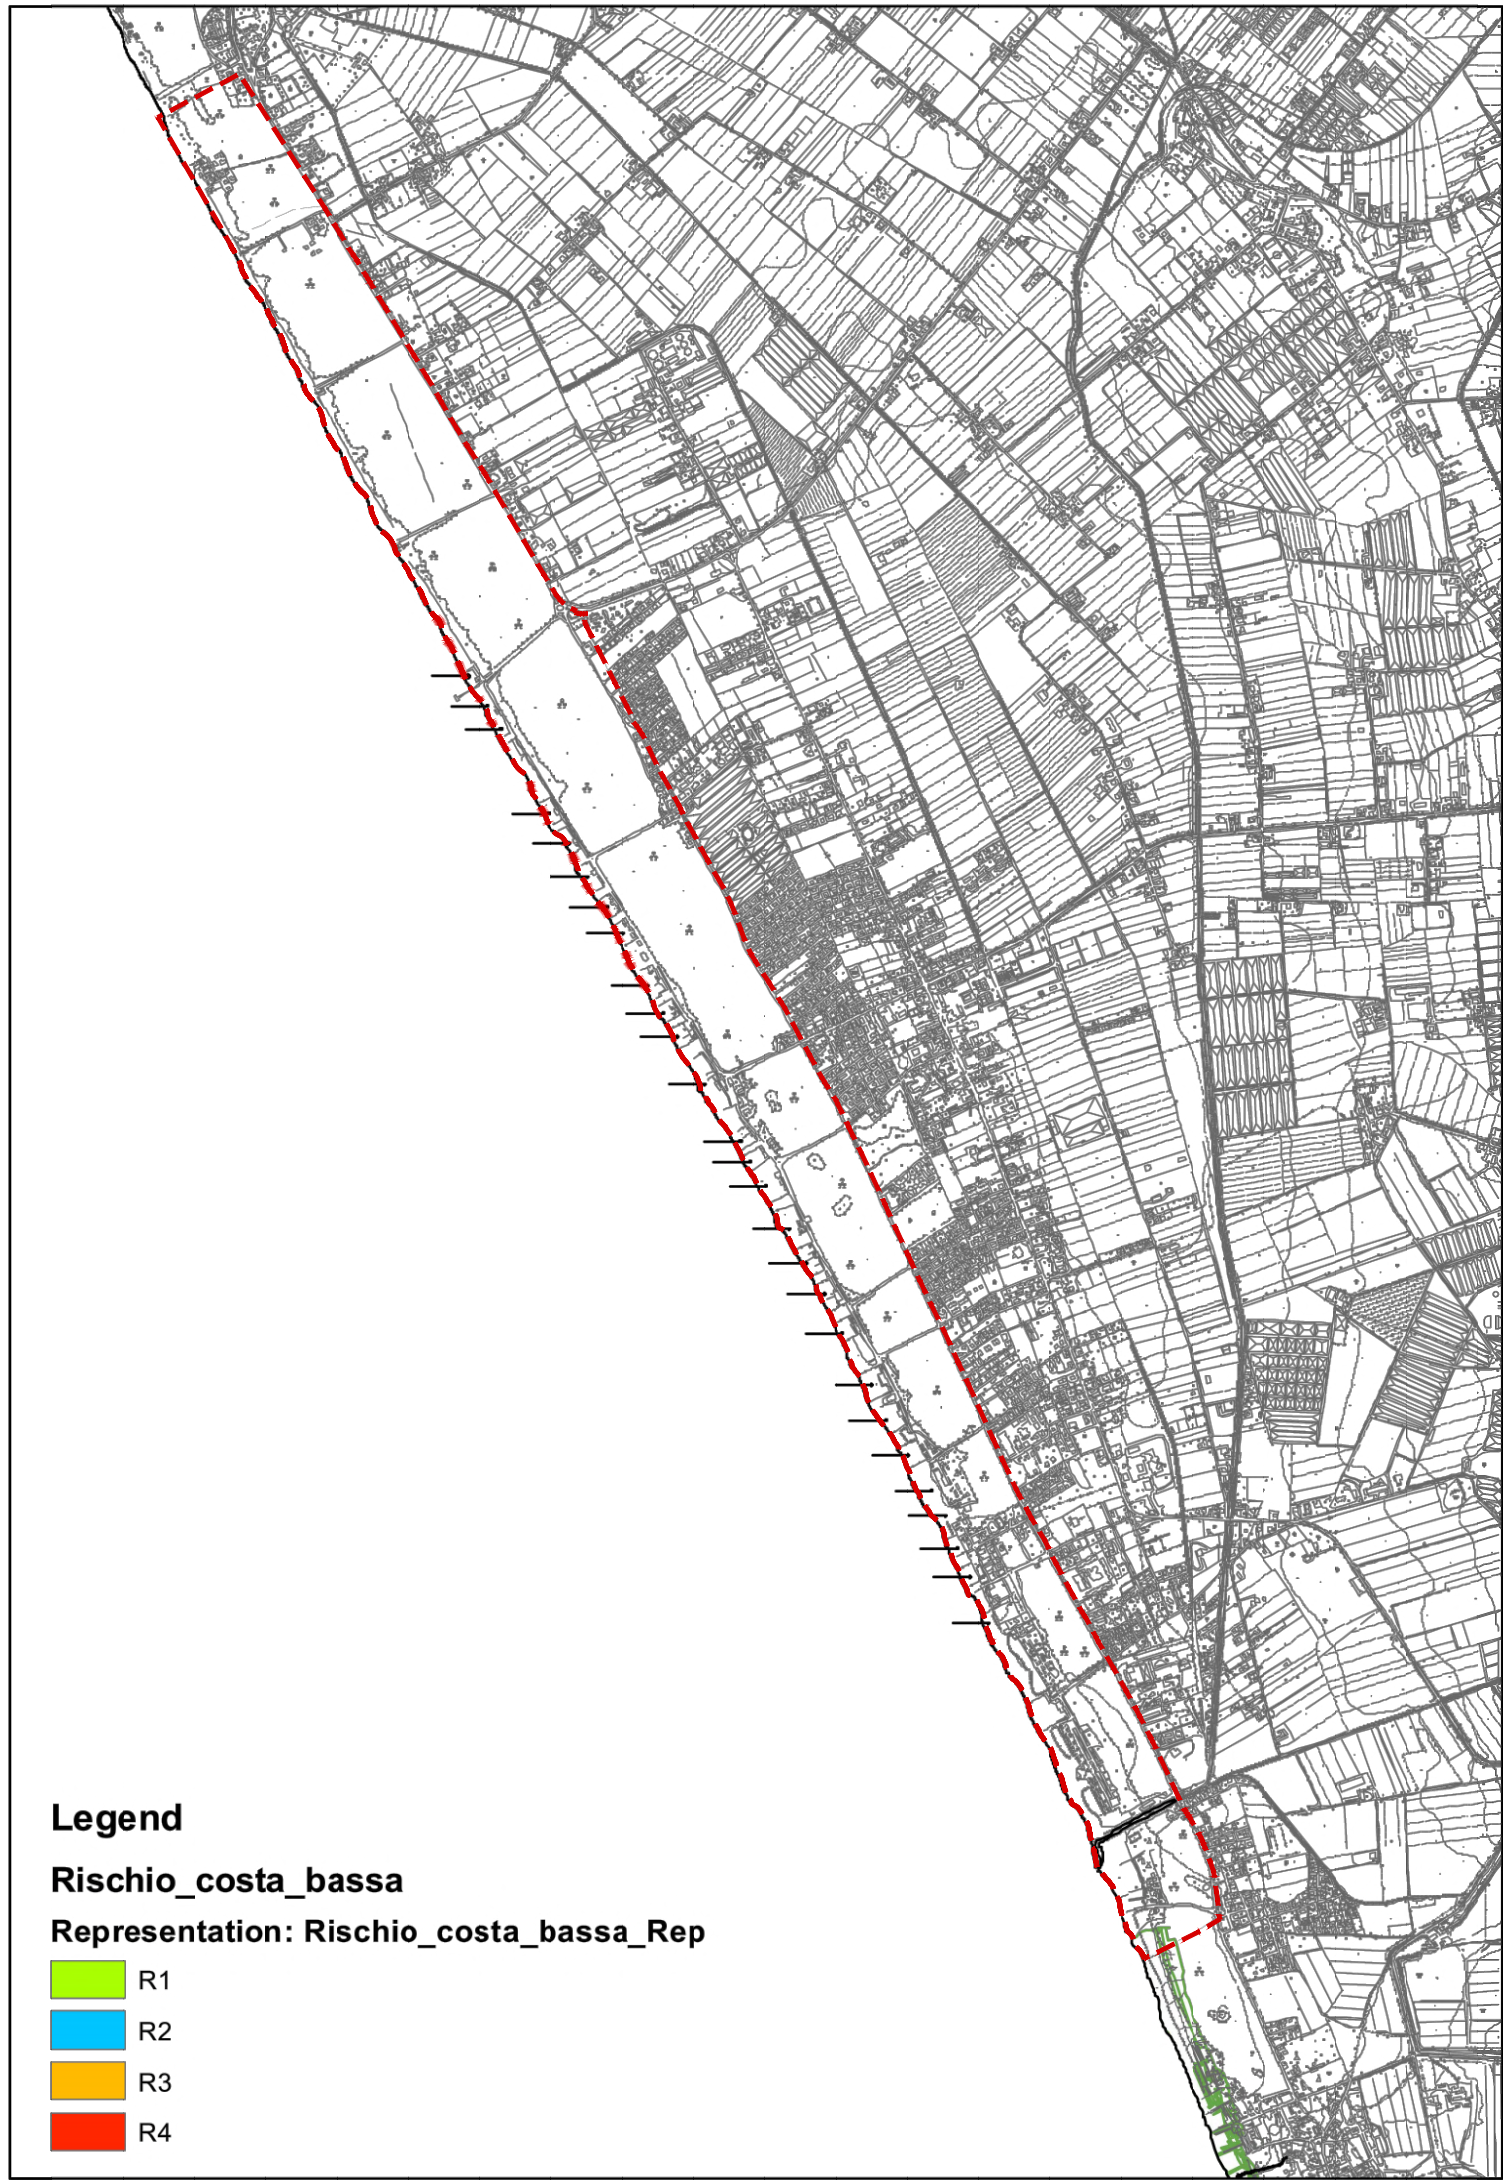 Legend
Rischio_costa_bassa
Representation: Rischio_costa_bassa_Rep
R1
R2
R3
R4